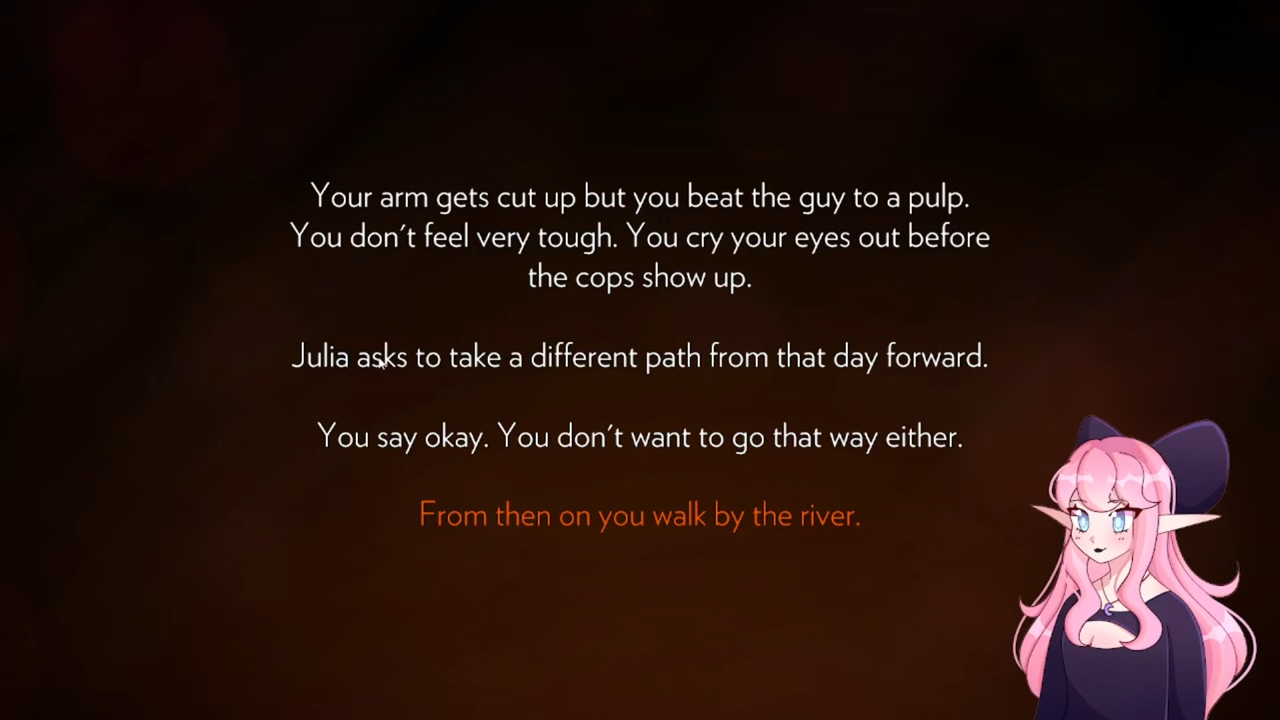 Your arm gets cut up but you beat the guy to a pulp.
You don't feel very tough. You cry your eyes out before
the cops show up.
Julia asks to take a different path from that day forward.
You say okay. You don't want to go that way either.
From then on you walk by the river.